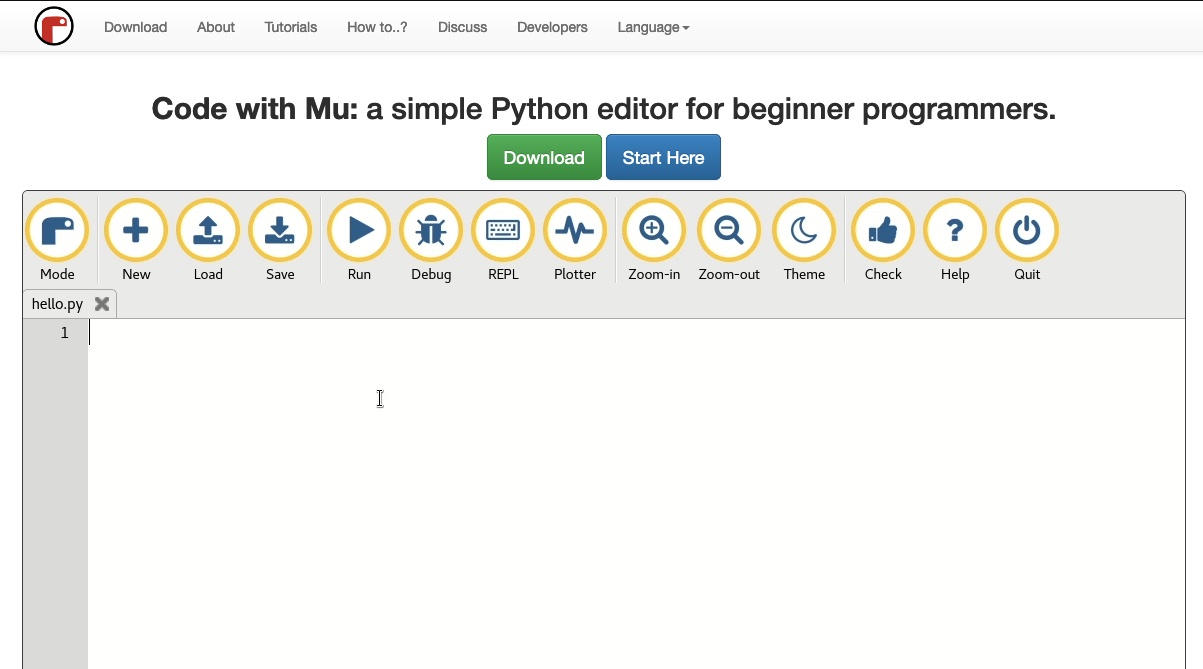 Download About Tutorials How to..? Discuss Developers Language
Code with Mu: a simple Python editor for beginner programmers.
Download Start Here
Mode New Load Save Run Debug REPL Plotter Zoom-in Zoom-out Theme Check Help Quit
hello.py
1